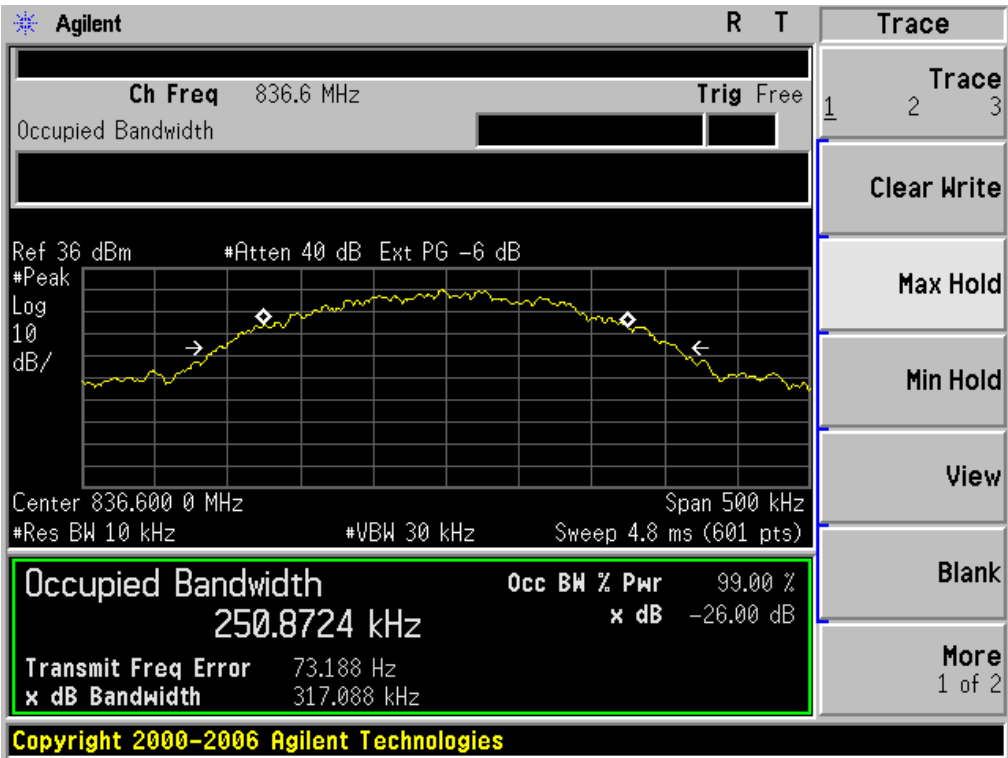 Agilent R T Trace
Ch Freq 836.6 MHz Trig Free
Occupied Bandwidth
Trace
1 2 3
Clear Write
Max Hold
Min Hold
View
Blank
More
1 of 2
Ref 36 dBm #Atten 40 dB Ext PG -6 dB
#Peak
Log
10
dB/
Center 836.600 0 MHz Span 500 kHz
#Res BW 10 kHz #VBW 30 kHz Sweep 4.8 ms (601 pts)
Occupied Bandwidth Occ BW % Pwr 99.00 %
250.8724 kHz x dB -26.00 dB
Transmit Freq Error 73.188 Hz
x dB Bandwidth 317.088 kHz
Copyright 2000-2006 Agilent Technologies